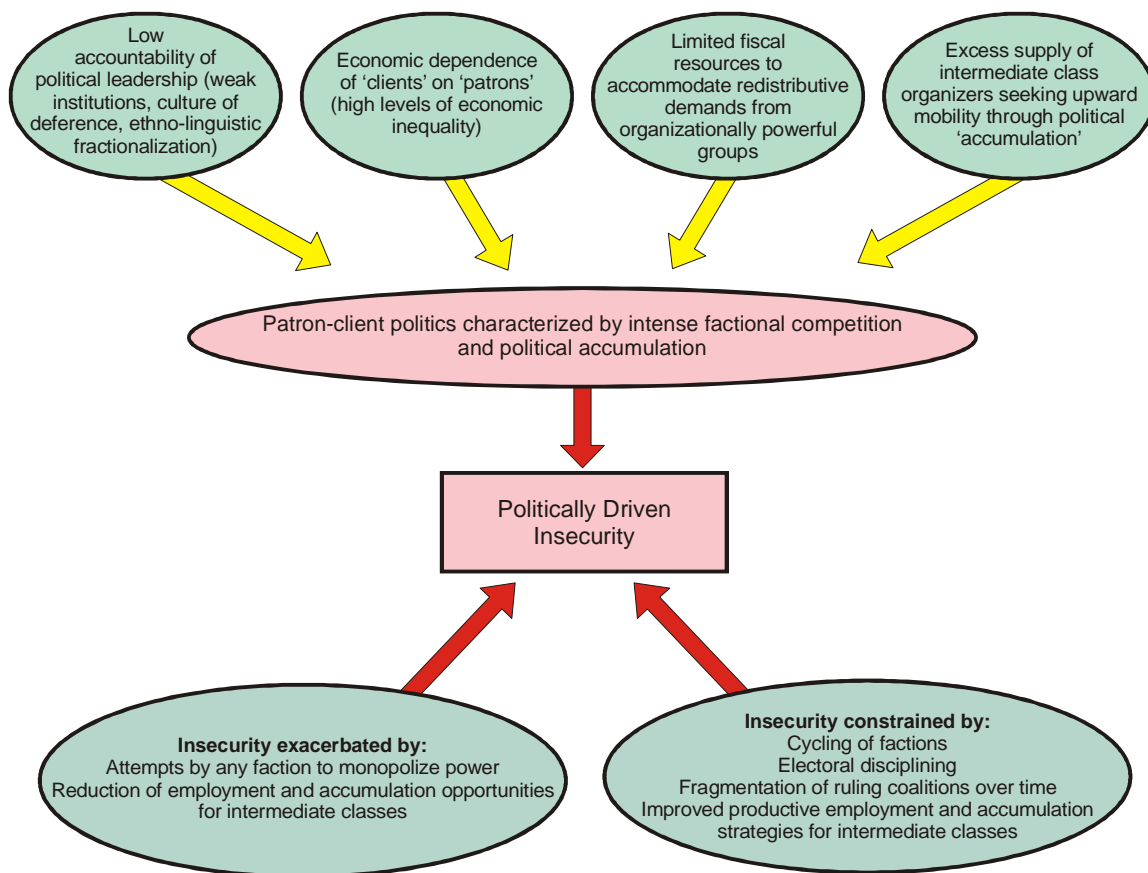 Low
accountability of
political leadership (weak
institutions, culture of
deference, ethno-linguistic
fractionalization)
Economic dependence
of ‘clients’ on ‘patrons’
(high levels of economic
inequality)
Limited fiscal
resources to
accommodate redistributive
demands from
organizationally powerful
groups
Excess supply of
intermediate class
organizers seeking upward
mobility through political
‘accumulation’
Patron-client politics characterized by intense factional competition
and political accumulation
Politically Driven
Insecurity
Insecurity exacerbated by:
Attempts by any faction to monopolize power
Reduction of employment and accumulation opportunities
for intermediate classes
Insecurity constrained by:
Cycling of factions
Electoral disciplining
Fragmentation of ruling coalitions over time
Improved productive employment and accumulation
strategies for intermediate classes